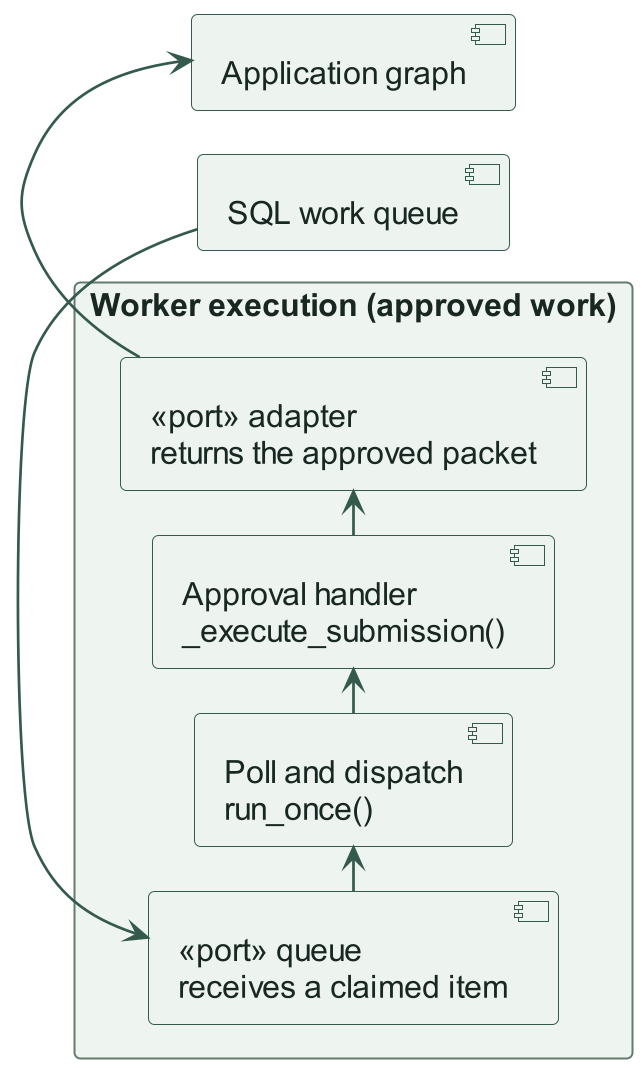 Application graph
SQL work queue
Worker execution (approved work)
«port» adapter
returns the approved packet
Approval handler
_execute_submission()
Poll and dispatch
run_once()
«port» queue
receives a claimed item